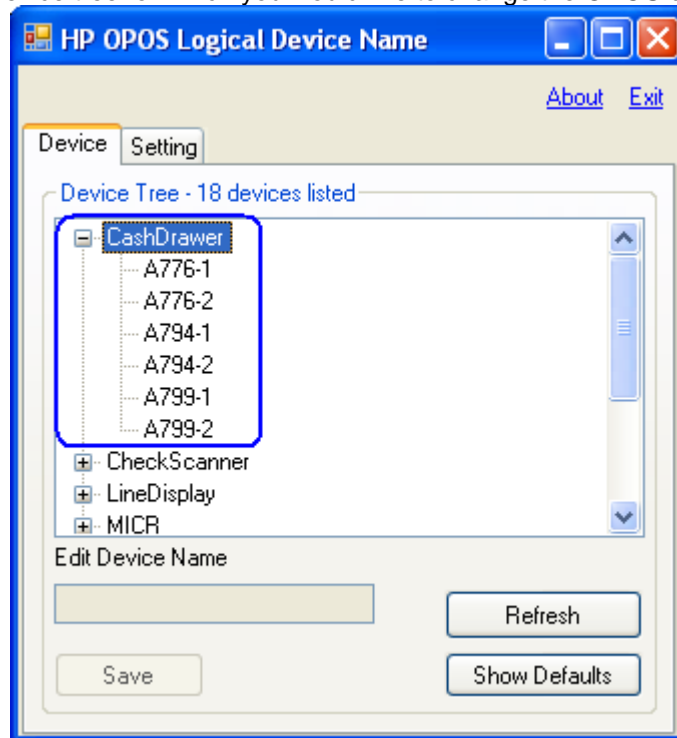 HP OPOS Logical Device Name
About Exit
Device Setting
Device Tree - 18 devices listed
CashDrawer
A776-1
A776-2
A794-1
A794-2
A799-1
A799-2
CheckScanner
LineDisplay
MICR
Edit Device Name
Refresh
Save Show Defaults